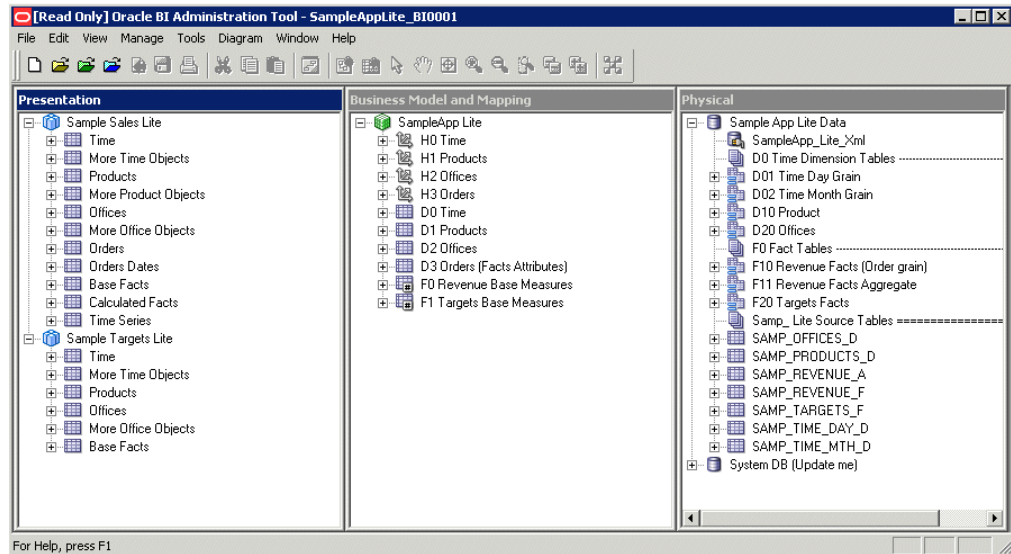 [Read Only] Oracle BI Administration Tool - SampleAppLite_BI0001
File Edit View Manage Tools Diagram Window Help
Presentation
Sample Sales Lite
Time
More Time Objects
Products
More Product Objects
Offices
More Office Objects
Orders
Orders Dates
Base Facts
Calculated Facts
Time Series
Sample Targets Lite
Time
More Time Objects
Products
Offices
More Office Objects
Base Facts
Business Model and Mapping
SampleApp Lite
H0 Time
H1 Products
H2 Offices
H3 Orders
D0 Time
D1 Products
D2 Offices
D3 Orders (Facts Attributes)
F0 Revenue Base Measures
F1 Targets Base Measures
Physical
Sample App Lite Data
SampleApp_Lite_Xml
D0 Time Dimension Tables ----------------------
D01 Time Day Grain
D02 Time Month Grain
D10 Product
D20 Offices
F0 Fact Tables --------------------------------
F10 Revenue Facts (Order grain)
F11 Revenue Facts Aggregate
F20 Targets Facts
Samp_ Lite Source Tables ================
SAMP_OFFICES_D
SAMP_PRODUCTS_D
SAMP_REVENUE_A
SAMP_REVENUE_F
SAMP_TARGETS_F
SAMP_TIME_DAY_D
SAMP_TIME_MTH_D
System DB (Update me)
For Help, press F1